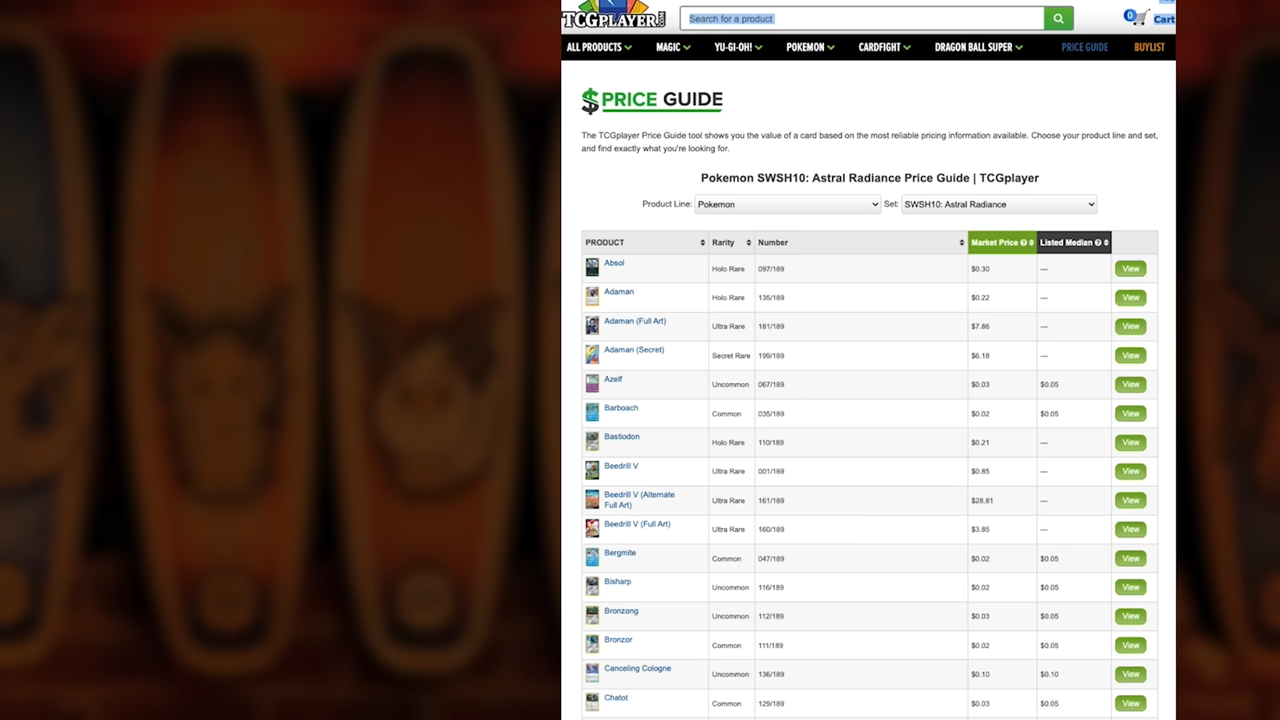 TCGPLAYER.COM
Search for a product
0
Cart
ALL PRODUCTS MAGIC YU-GI-OH! POKEMON CARDFIGHT DRAGON BALL SUPER PRICE GUIDE BUYLIST
$ PRICE GUIDE
The TCGplayer Price Guide tool shows you the value of a card based on the most reliable pricing information available. Choose your product line and set,
and find exactly what you're looking for.
Pokemon SWSH10: Astral Radiance Price Guide | TCGplayer
Product Line: Pokemon Set: SWSH10: Astral Radiance
PRODUCT Rarity Number Market Price Listed Median
Absol Holo Rare 097/189 $0.30 — View
Adaman Holo Rare 135/189 $0.22 — View
Adaman (Full Art) Ultra Rare 181/189 $7.86 — View
Adaman (Secret) Secret Rare 199/189 $6.18 — View
Azelf Uncommon 067/189 $0.03 $0.05 View
Barboach Common 035/189 $0.02 $0.05 View
Bastiodon Holo Rare 110/189 $0.21 — View
Beedrill V Ultra Rare 001/189 $0.85 — View
Beedrill V (Alternate
Full Art) Ultra Rare 161/189 $28.81 — View
Beedrill V (Full Art) Ultra Rare 160/189 $3.85 — View
Bergmite Common 047/189 $0.02 $0.05 View
Bisharp Uncommon 116/189 $0.02 $0.05 View
Bronzong Uncommon 112/189 $0.03 $0.05 View
Bronzor Common 111/189 $0.02 $0.05 View
Canceling Cologne Uncommon 136/189 $0.10 $0.10 View
Chatot Common 129/189 $0.03 $0.05 View